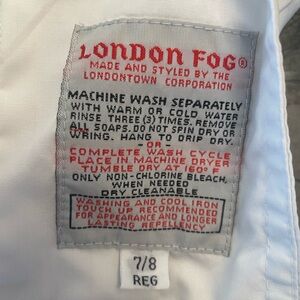 LONDON FOG®
MADE AND STYLED BY THE
LONDONTOWN CORPORATION
MACHINE WASH SEPARATELY
WITH WARM OR COLD WATER
RINSE THREE (3) TIMES. REMOVE
ALL SOAPS. DO NOT SPIN DRY OR
WRING. HANG TO DRIP DRY.
-OR-
COMPLETE WASH CYCLE
PLACE IN MACHINE DRYER
TUMBLE DRY AT 160° F
ONLY NON-CHLORINE BLEACH,
WHEN NEEDED
DRY CLEANABLE
WASHING AND COOL IRON
TOUCH UP RECOMMENDED
FOR APPEARANCE AND LONGER
LASTING REPELLENCY
7/8
REG